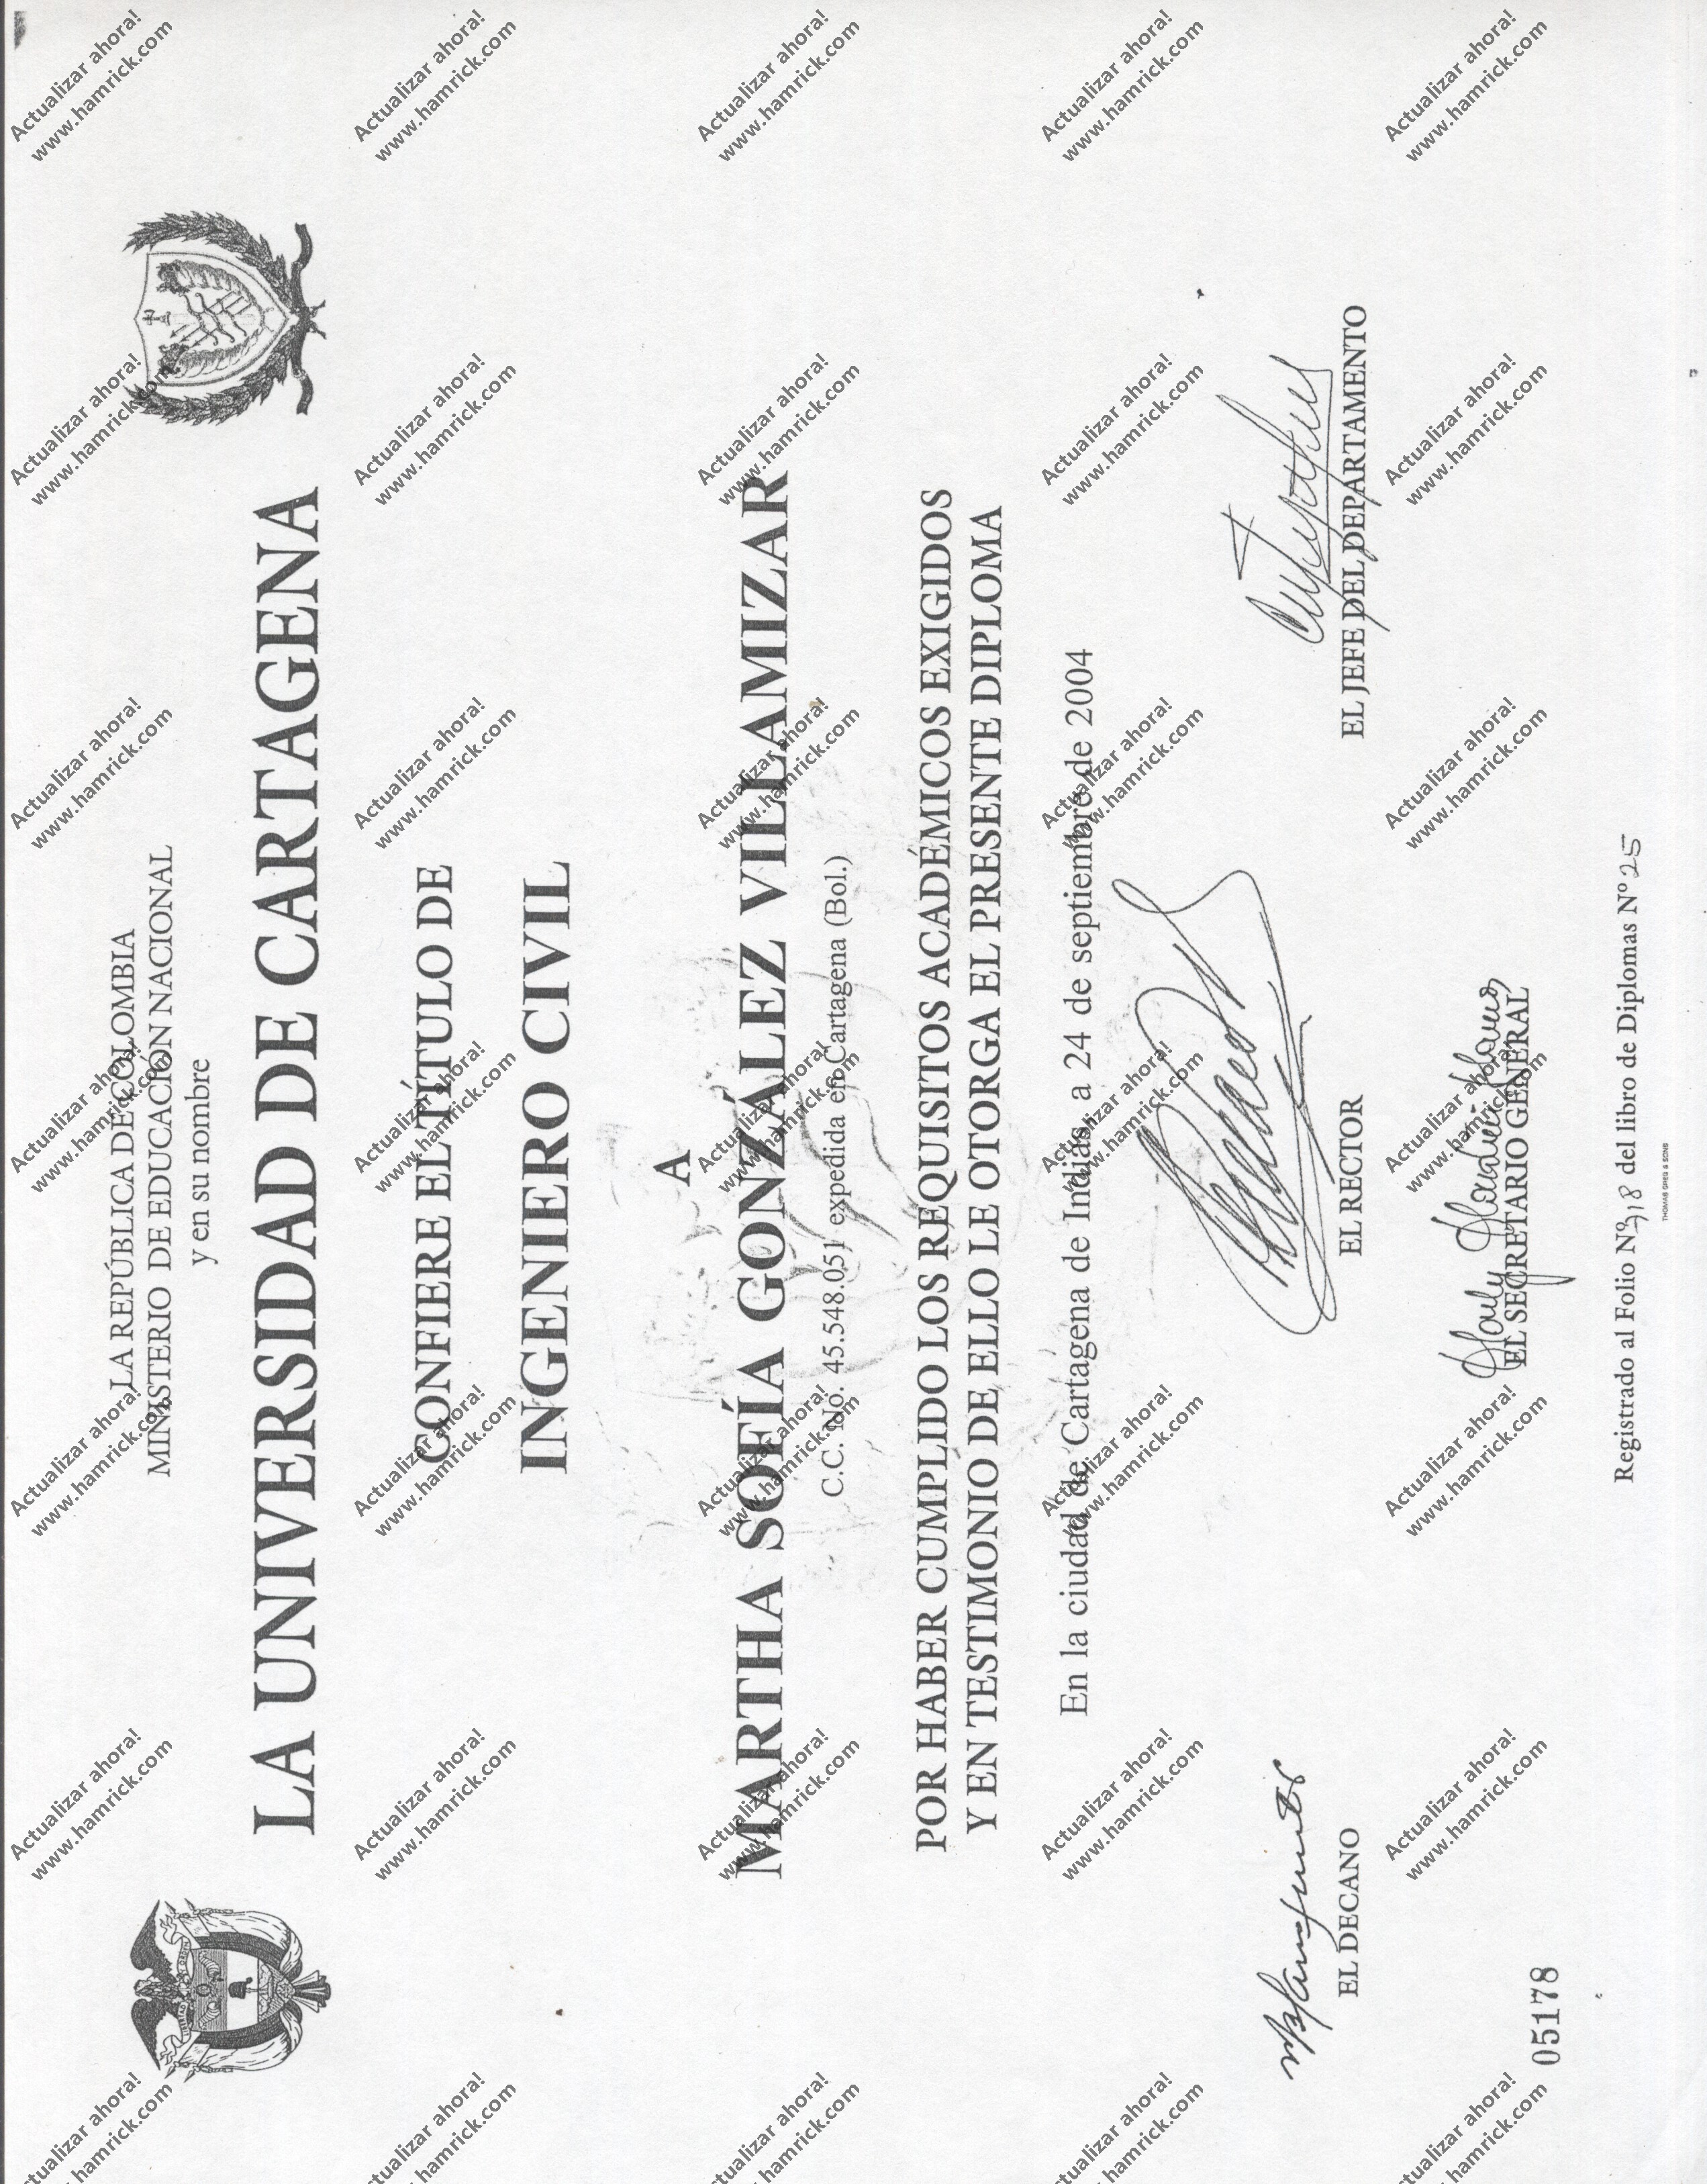 LA REPÚBLICA DE COLOMBIA
MINISTERIO DE EDUCACIÓN NACIONAL
y en su nombre
LA UNIVERSIDAD DE CARTAGENA
CONFIERE EL TÍTULO DE
INGENIERO CIVIL
A
MARTHA SOFÍA GONZÁLEZ VILLAMIZAR
C.C. No. 45.548.051 expedida en Cartagena (Bol.)
POR HABER CUMPLIDO LOS REQUISITOS ACADÉMICOS EXIGIDOS
Y EN TESTIMONIO DE ELLO LE OTORGA EL PRESENTE DIPLOMA
En la ciudad de Cartagena de Indias, a 24 de septiembre de 2004
EL DECANO
EL RECTOR
EL JEFE DEL DEPARTAMENTO
EL SECRETARIO GENERAL
05178
Registrado al Folio Nº 918 del libro de Diplomas Nº 25
THOMAS GREG & SONS
Actualizar ahora!
www.hamrick.com